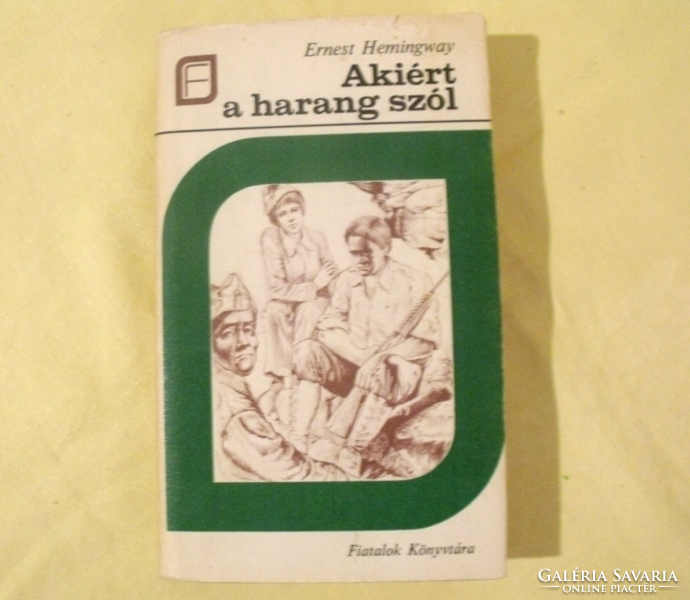 F
Ernest Hemingway
Akiért
a harang szól
Fiatalok Könyvtára
GALÉRIA SAVARIA
ONLINE PIACTÉR